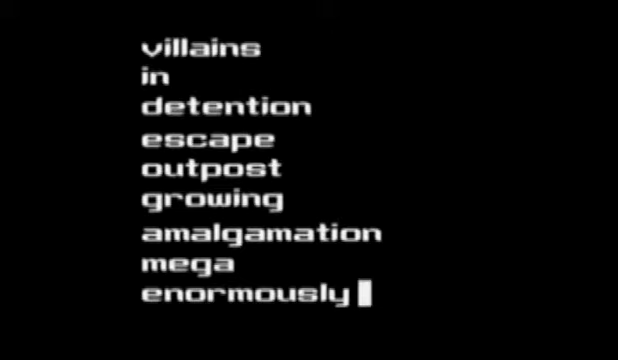 villains
in
detention
escape
outpost
growing
amalgamation
mega
enormously